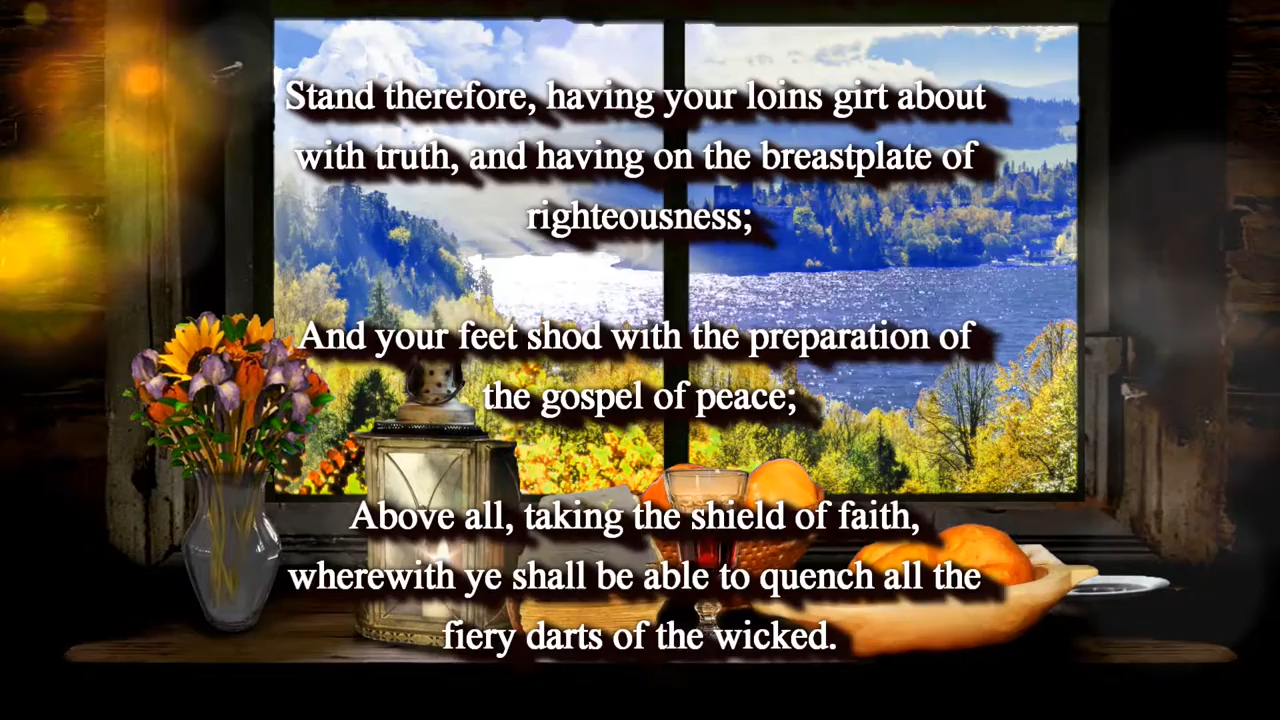 Stand therefore, having your loins girt about
with truth, and having on the breastplate of
righteousness;
And your feet shod with the preparation of
the gospel of peace;
Above all, taking the shield of faith,
wherewith ye shall be able to quench all the
fiery darts of the wicked.